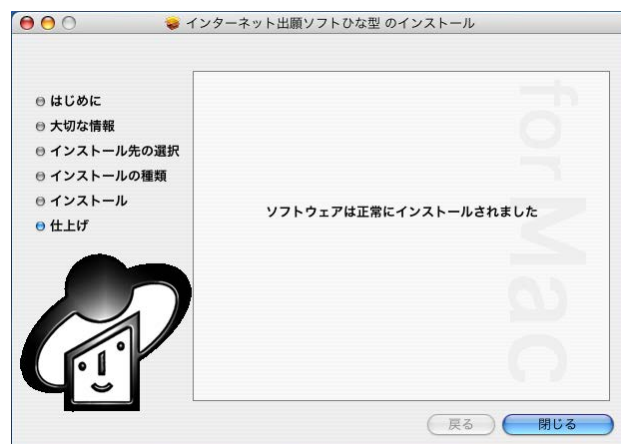 インターネット出願ソフトひな型 のインストール
はじめに
大切な情報
インストール先の選択
インストールの種類
インストール
仕上げ
ソフトウェアは正常にインストールされました
for Mac
戻る
閉じる